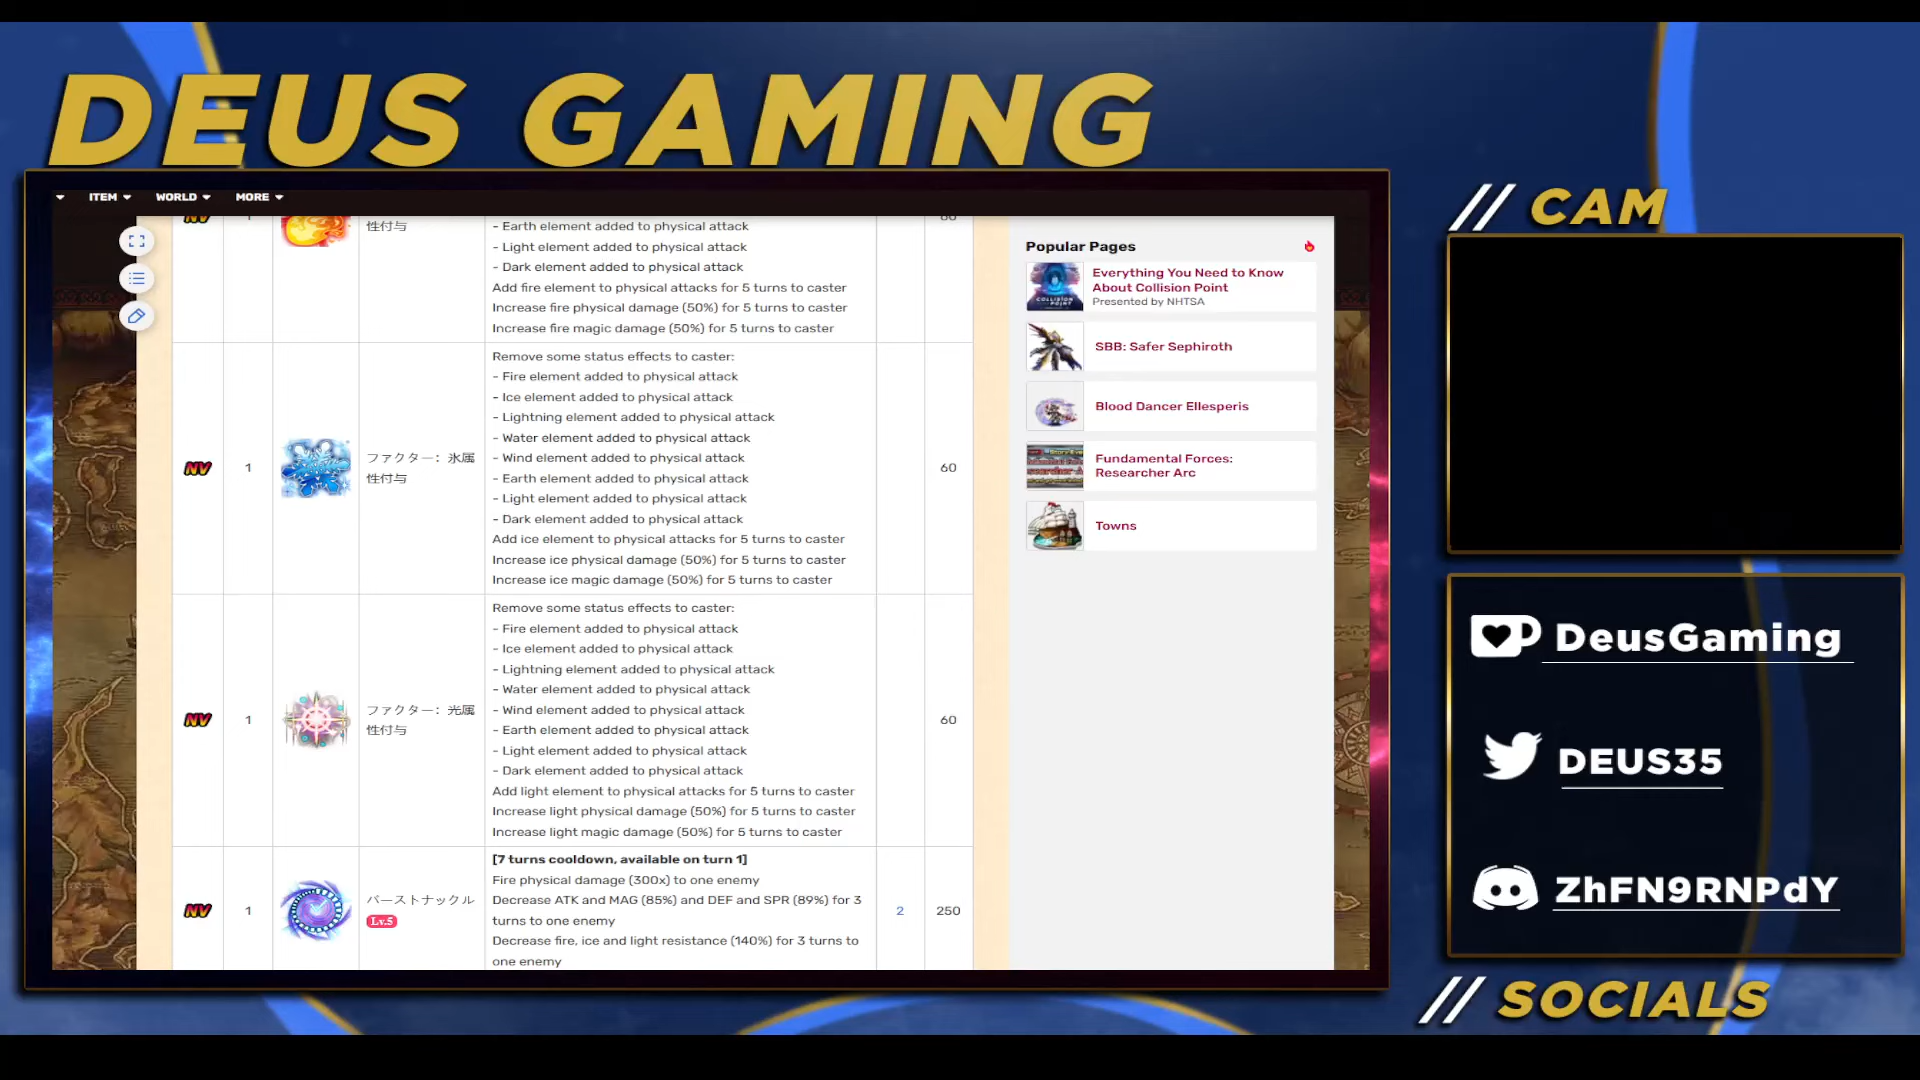 DEUS GAMING
ITEM
WORLD
MORE
NV
1
性付与
- Earth element added to physical attack
- Light element added to physical attack
- Dark element added to physical attack
Add fire element to physical attacks for 5 turns to caster
Increase fire physical damage (50%) for 5 turns to caster
Increase fire magic damage (50%) for 5 turns to caster
60
NV
1
ファクター：氷属
性付与
Remove some status effects to caster:
- Fire element added to physical attack
- Ice element added to physical attack
- Lightning element added to physical attack
- Water element added to physical attack
- Wind element added to physical attack
- Earth element added to physical attack
- Light element added to physical attack
- Dark element added to physical attack
Add ice element to physical attacks for 5 turns to caster
Increase ice physical damage (50%) for 5 turns to caster
Increase ice magic damage (50%) for 5 turns to caster
60
NV
1
ファクター：光属
性付与
Remove some status effects to caster:
- Fire element added to physical attack
- Ice element added to physical attack
- Lightning element added to physical attack
- Water element added to physical attack
- Wind element added to physical attack
- Earth element added to physical attack
- Light element added to physical attack
- Dark element added to physical attack
Add light element to physical attacks for 5 turns to caster
Increase light physical damage (50%) for 5 turns to caster
Increase light magic damage (50%) for 5 turns to caster
60
NV
1
バーストナックル
Lv.5
[7 turns cooldown, available on turn 1]
Fire physical damage (300x) to one enemy
Decrease ATK and MAG (85%) and DEF and SPR (89%) for 3
turns to one enemy
Decrease fire, ice and light resistance (140%) for 3 turns to
one enemy
2
250
Popular Pages
Everything You Need to Know
About Collision Point
Presented by NHTSA
SBB: Safer Sephiroth
Blood Dancer Ellesperis
Fundamental Forces:
Researcher Arc
Towns
// CAM
DeusGaming
DEUS35
ZhFN9RNPdY
// SOCIALS